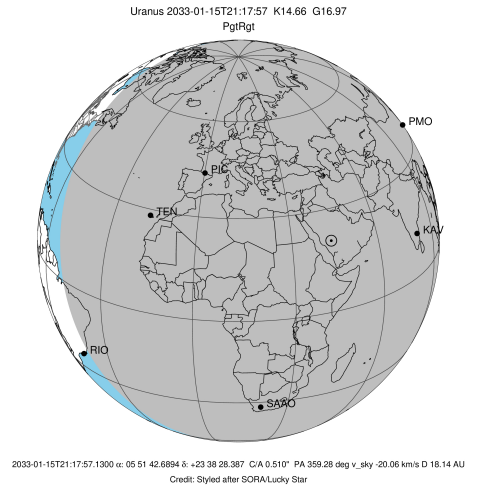 Uranus 2033-01-15T21:17:57  K14.66  G16.97
PgtRgt
PMO
PIC
TEN
KAV
RIO
SAAO
2033-01-15T21:17:57.1300 α: 05 51 42.6894 δ: +23 38 28.387  C/A 0.510"  PA 359.28 deg v_sky -20.06 km/s D 18.14 AU
Credit: Styled after SORA/Lucky Star